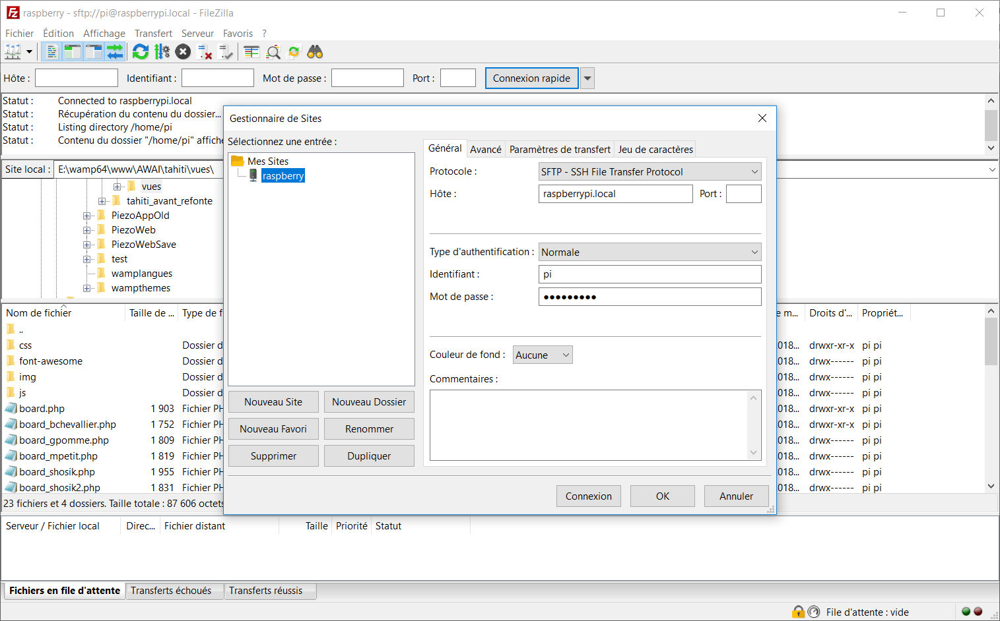 raspberry - sftp://pi@raspberrypi.local - FileZilla
Fichier Édition Affichage Transfert Serveur Favoris ?
Hôte : Identifiant : Mot de passe : Port : Connexion rapide
Statut : Connected to raspberrypi.local
Statut : Récupération du contenu du dossier...
Statut : Listing directory /home/pi
Statut : Contenu du dossier "/home/pi" affiché
Site local : E:\wamp64\www\AWAI\tahiti\vues\
vues
tahiti_avant_refonte
PiezoAppOld
PiezoWeb
PiezoWebSave
test
wamplangues
wampthemes
Nom de fichier Taille de ... Type de f
..
css Dossier d
font-awesome Dossier d
img Dossier d
js Dossier d
board.php 1 903 Fichier PH
board_bchevallier.php 1 752 Fichier PH
board_gpomme.php 1 809 Fichier PH
board_mpetit.php 1 819 Fichier PH
board_shosik.php 1 955 Fichier PH
board_shosik2.php 1 831 Fichier PH
23 fichiers et 4 dossiers. Taille totale : 87 606 octets
Gestionnaire de Sites
Sélectionnez une entrée :
Mes Sites
raspberry
Nouveau Site Nouveau Dossier
Nouveau Favori Renommer
Supprimer Dupliquer
Général Avancé Paramètres de transfert Jeu de caractères
Protocole : SFTP - SSH File Transfer Protocol
Hôte : raspberrypi.local Port :
Type d'authentification : Normale
Identifiant : pi
Mot de passe : ●●●●●●●●●
Couleur de fond : Aucune
Commentaires :
Connexion OK Annuler
e m... Droits d'... Propriét...
018... drwxr-xr-x pi pi
018... drwx------ pi pi
018... drwx------ pi pi
018... drwx------ pi pi
018... drwxr-xr-x pi pi
018... drwxr-xr-x pi pi
018... drwx------ pi pi
018... drwx------ pi pi
018... drwx------ pi pi
018... drwx------ pi pi
Serveur / Fichier local Direc... Fichier distant Taille Priorité Statut
Fichiers en file d'attente Transferts échoués Transferts réussis
File d'attente : vide